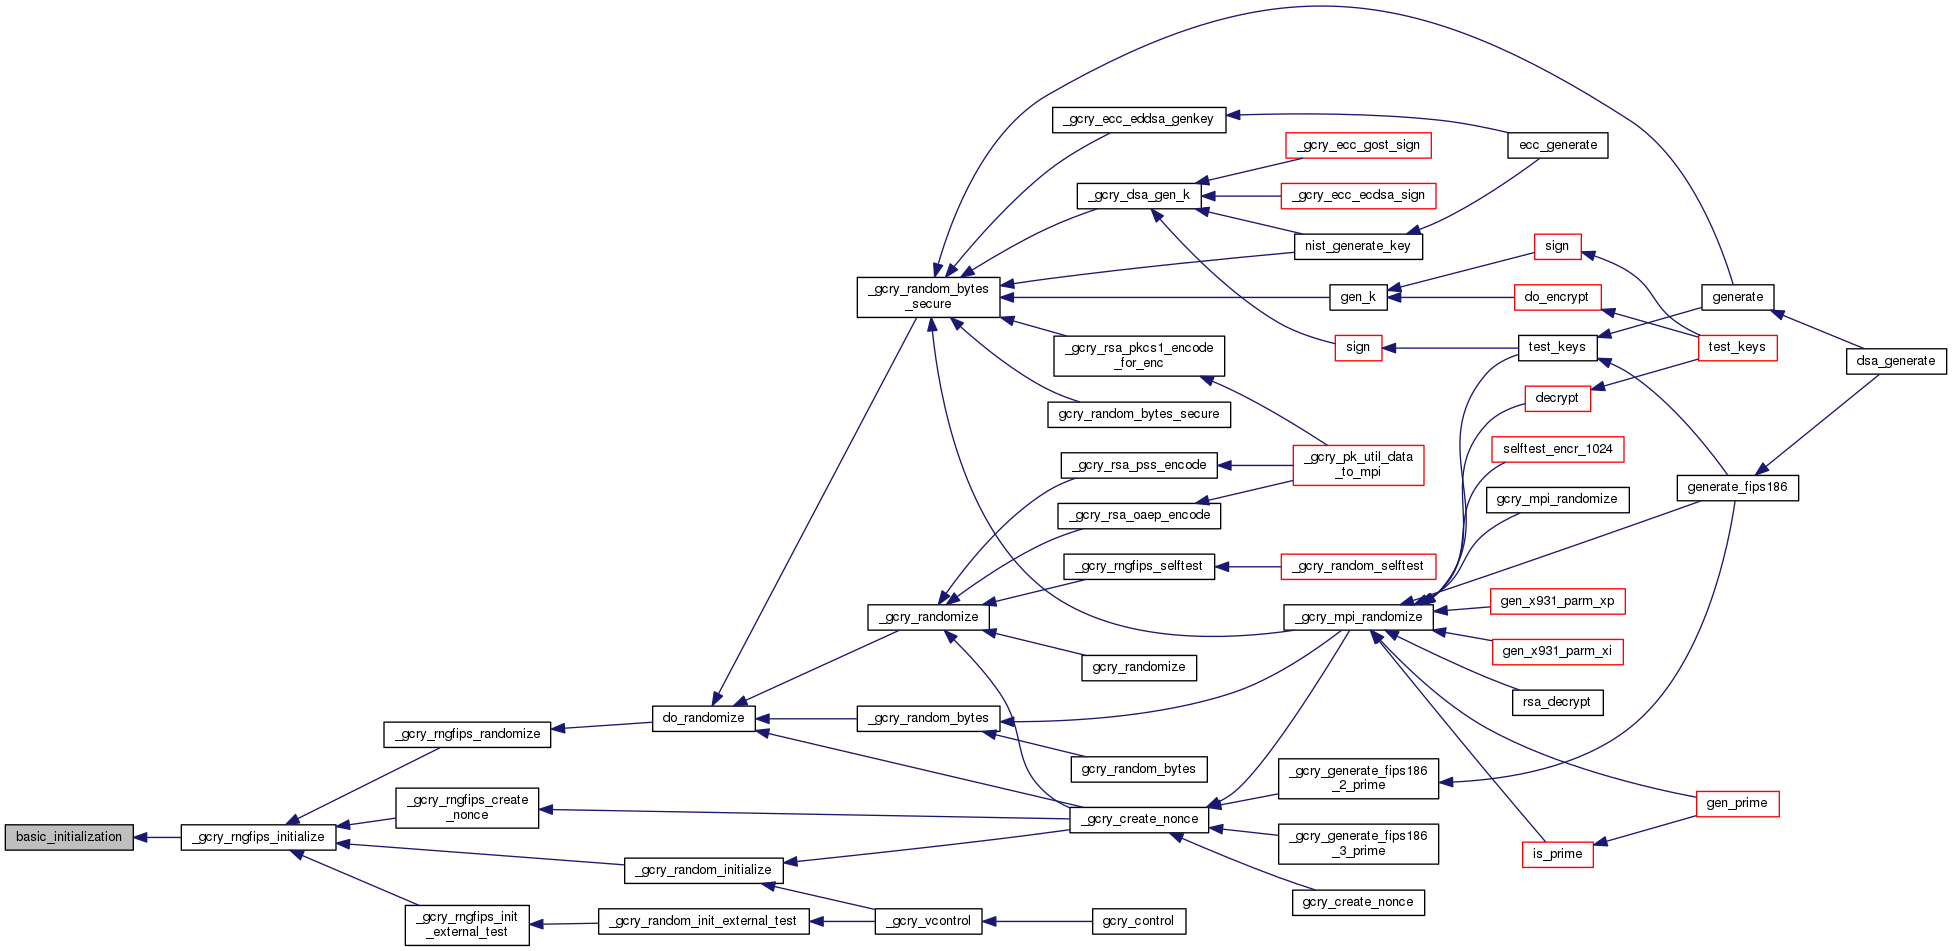 basic_initialization
_gcry_rngfips_initialize
_gcry_rngfips_randomize
_gcry_rngfips_create
_nonce
_gcry_rngfips_init
_external_test
do_randomize
_gcry_random_initialize
_gcry_random_init_external_test
_gcry_random_bytes
_secure
_gcry_randomize
_gcry_random_bytes
_gcry_vcontrol
_gcry_ecc_eddsa_genkey
_gcry_dsa_gen_k
_gcry_rsa_pkcs1_encode
_for_enc
gcry_random_bytes_secure
_gcry_rsa_pss_encode
_gcry_rsa_oaep_encode
_gcry_rngfips_selftest
gcry_randomize
gcry_random_bytes
_gcry_create_nonce
gcry_control
_gcry_ecc_gost_sign
_gcry_ecc_ecdsa_sign
nist_generate_key
gen_k
sign
_gcry_pk_util_data
_to_mpi
_gcry_random_selftest
_gcry_mpi_randomize
_gcry_generate_fips186
_2_prime
_gcry_generate_fips186
_3_prime
gcry_create_nonce
ecc_generate
sign
do_encrypt
test_keys
decrypt
selftest_encr_1024
gcry_mpi_randomize
gen_x931_parm_xp
gen_x931_parm_xi
rsa_decrypt
is_prime
generate
test_keys
generate_fips186
gen_prime
dsa_generate